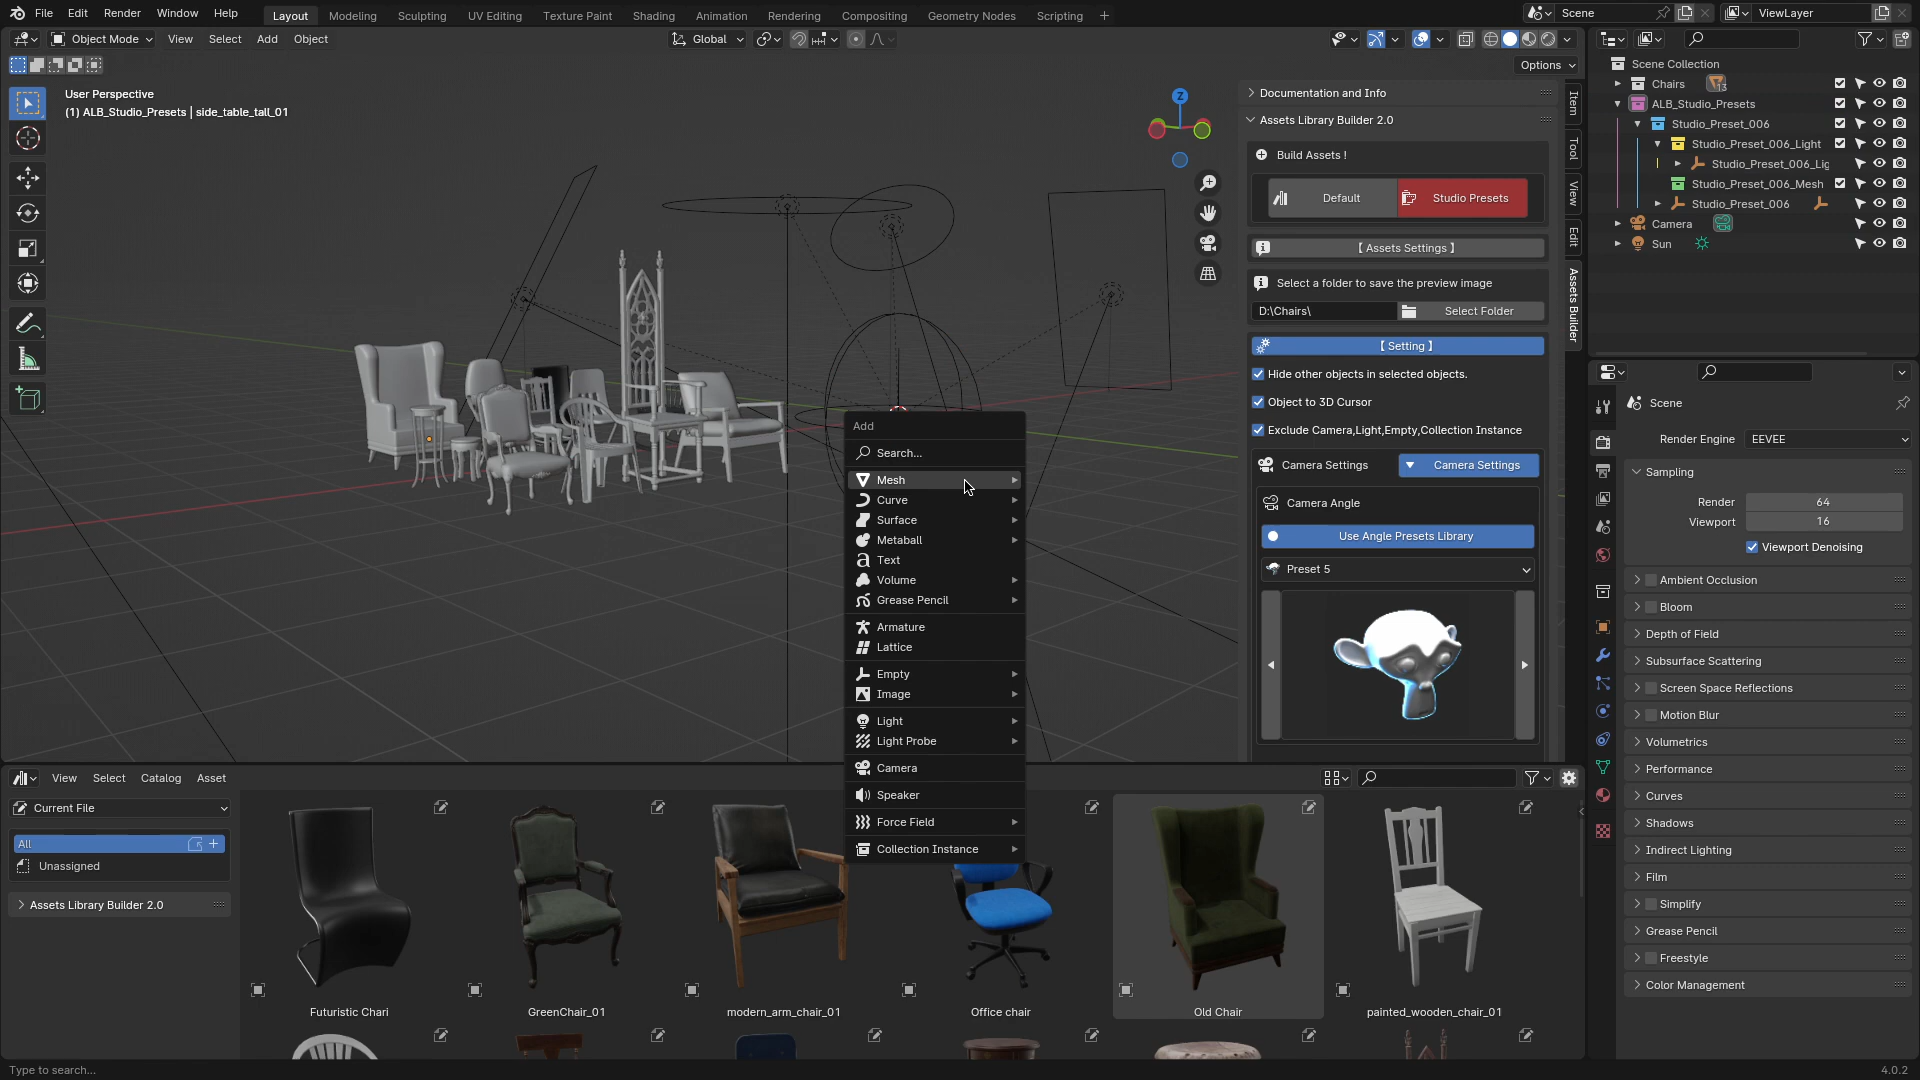 File Edit Render Window Help Layout Modeling Sculpting UV Editing Texture Paint Shading Animation Rendering Compositing Geometry Nodes Scripting + Scene ViewLayer
Object Mode View Select Add Object Global
Options
User Perspective
(1) ALB_Studio_Presets | side_table_tall_01
Z
Add
Search...
Mesh
Curve
Surface
Metaball
Text
Volume
Grease Pencil
Armature
Lattice
Empty
Image
Light
Light Probe
Camera
Speaker
Force Field
Collection Instance
Documentation and Info
Assets Library Builder 2.0
Build Assets !
Default Studio Presets
【 Assets Settings 】
Select a folder to save the preview image
D:\Chairs\ Select Folder
【 Setting 】
Hide other objects in selected objects.
Object to 3D Cursor
Exclude Camera,Light,Empty,Collection Instance
Camera Settings Camera Settings
Camera Angle
Use Angle Presets Library
Preset 5
Item
Tool
View
Edit
Assets Builder
Scene Collection
Chairs 13
ALB_Studio_Presets
Studio_Preset_006
Studio_Preset_006_Light
Studio_Preset_006_Lig
Studio_Preset_006_Mesh
Studio_Preset_006
Camera
Sun
Scene
Render Engine EEVEE
Sampling
Render 64
Viewport 16
Viewport Denoising
Ambient Occlusion
Bloom
Depth of Field
Subsurface Scattering
Screen Space Reflections
Motion Blur
Volumetrics
Performance
Curves
Shadows
Indirect Lighting
Film
Simplify
Grease Pencil
Freestyle
Color Management
View Select Catalog Asset
Current File
All
Unassigned
Assets Library Builder 2.0
Futuristic Chari GreenChair_01 modern_arm_chair_01 Office chair Old Chair painted_wooden_chair_01
Type to search... 4.0.2